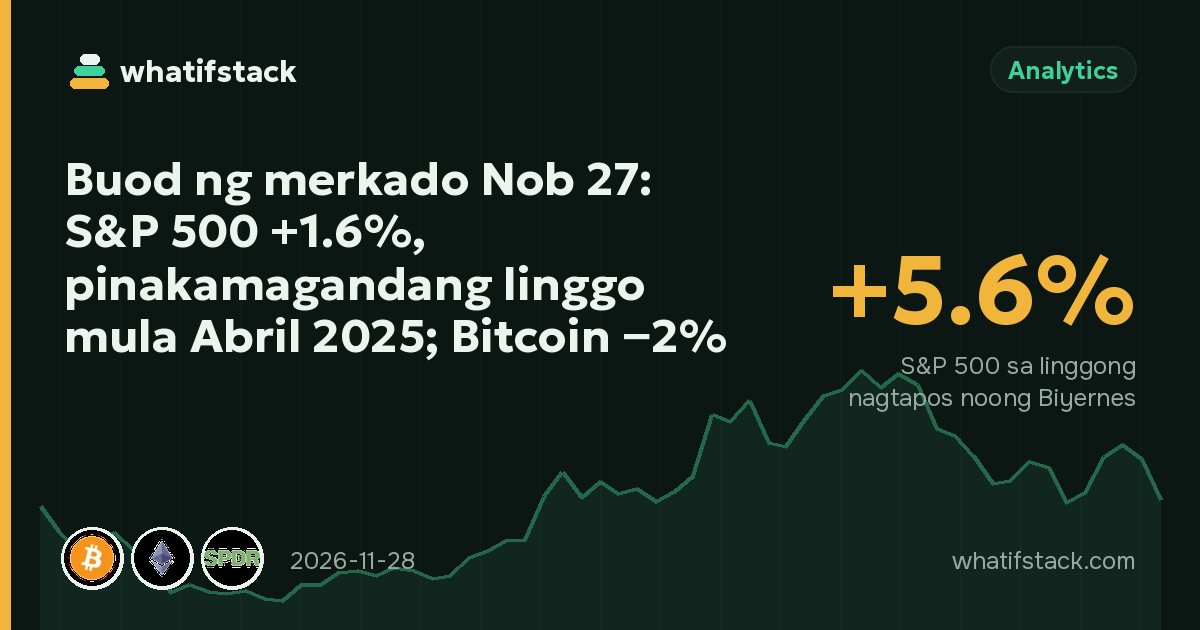 whatifstack
Analytics
Buod ng merkado Nob 27:
S&P 500 +1.6%,
pinakamagandang linggo
mula Abril 2025; Bitcoin −2%
+5.6%
S&P 500 sa linggong
nagtapos noong Biyernes
SPDR
2026-11-28
whatifstack.com